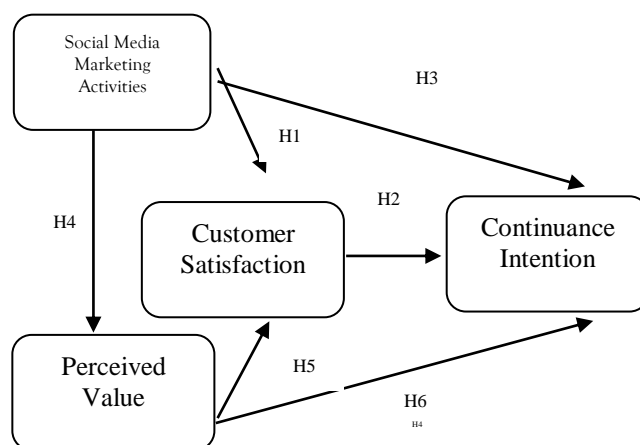 Social Media
Marketing
Activities
H3
H1
H4
H2
Customer
Satisfaction
Continuance
Intention
Perceived
Value
H5
H6
H4